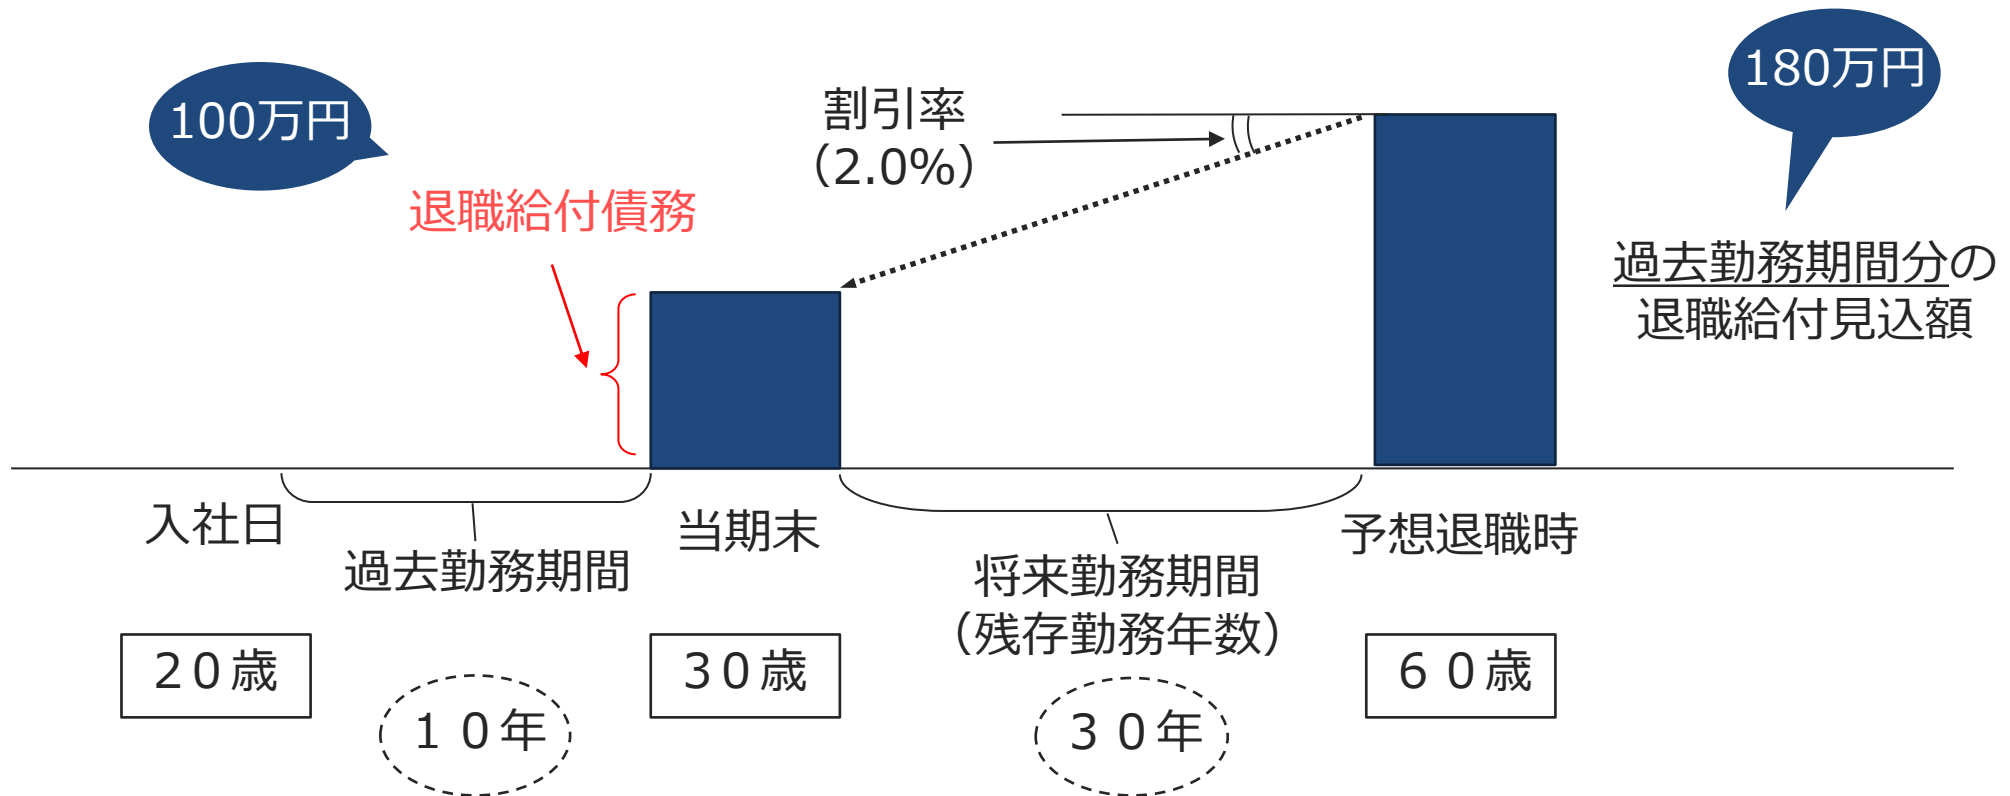 100万円
180万円
割引率
（2.0%）
退職給付債務
過去勤務期間分の
退職給付見込額
入社日
当期末
予想退職時
過去勤務期間
将来勤務期間
（残存勤務年数）
２０歳
３０歳
６０歳
１０年
３０年